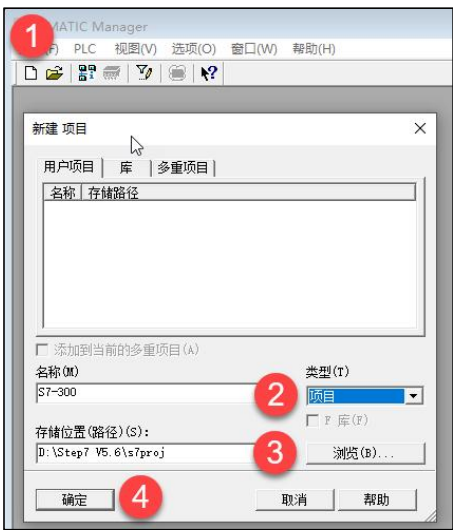 MATIC Manager
1
(F) PLC 视图(V) 选项(O) 窗口(W) 帮助(H)
新建 项目
用户项目 库 多重项目
名称 存储路径
添加到当前的多重项目(A)
名称(M) 类型(T)
S7-300 2 项目
F 库(F)
存储位置(路径)(S):
D:\Step7 V5.6\s7proj 3 浏览(B)...
确定 4 取消 帮助